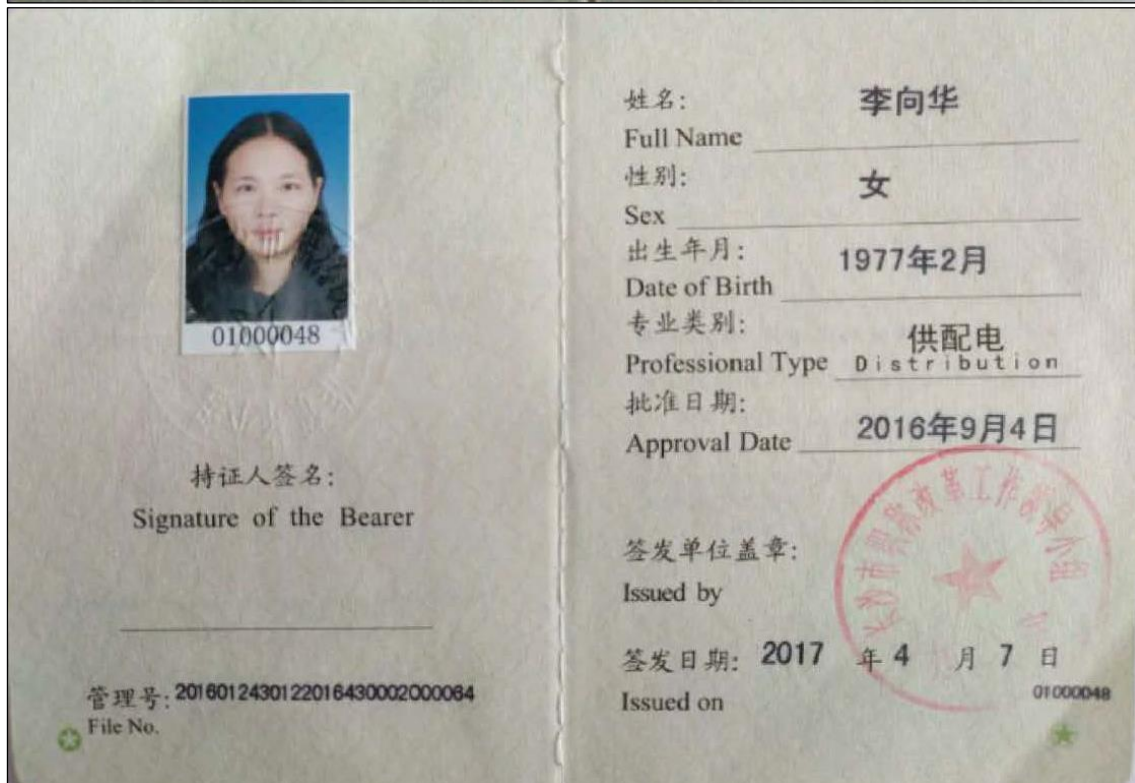 01000048
持证人签名:
Signature of the Bearer
管理号: 2016012430122016430002000064
File No.
姓名: 李向华
Full Name
性别: 女
Sex
出生年月: 1977年2月
Date of Birth
专业类别: 供配电
Professional Type Distribution
批准日期: 2016年9月4日
Approval Date
签发单位盖章:
Issued by
签发日期: 2017 年 4 月 7 日
Issued on
01000048